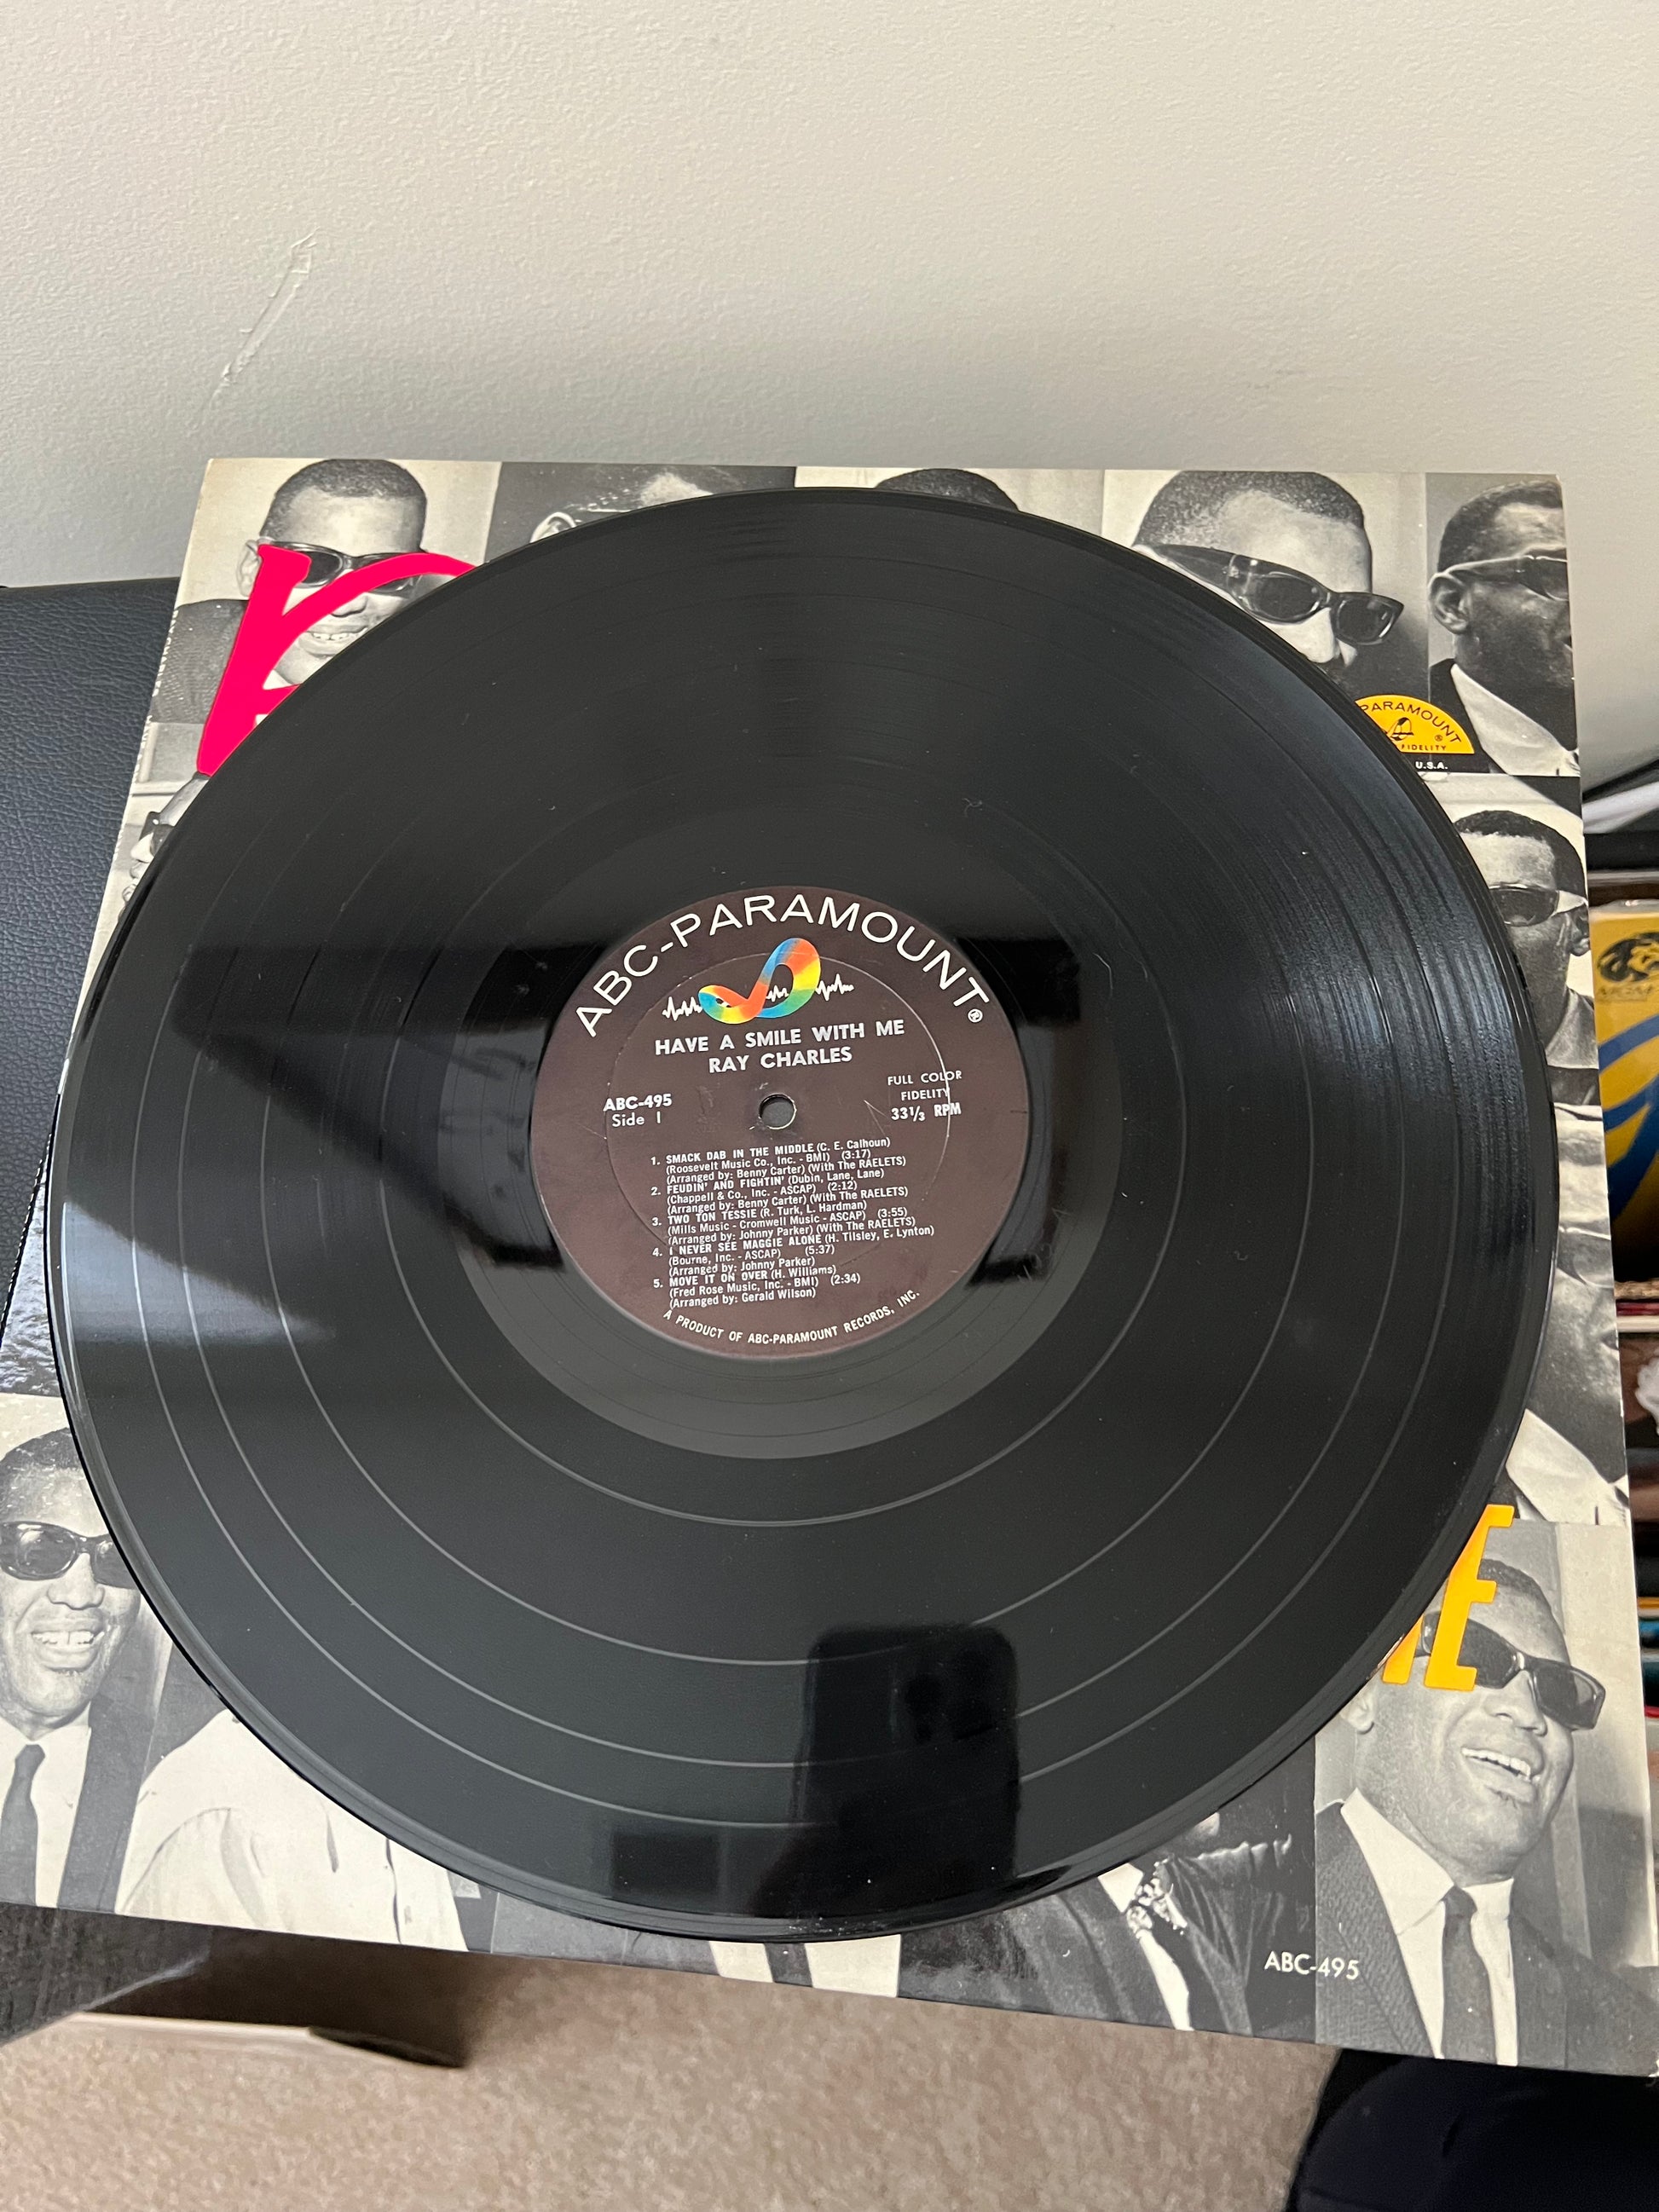 PARAMOUNT
®
FIDELITY
U.S.A.
ABC-PARAMOUNT
®
HAVE A SMILE WITH ME
RAY CHARLES
ABC-495
Side 1
FULL COLOR
FIDELITY
33⅓ RPM
1. SMACK DAB IN THE MIDDLE (C. E. Calhoun)
(Roosevelt Music Co., Inc. - BMI) (3:17)
(Arranged by: Benny Carter) (With The RAELETS)
2. FEUDIN' AND FIGHTIN' (Dubin, Lane, Lane)
(Chappell & Co., Inc. - ASCAP) (2:12)
(Arranged by: Benny Carter) (With The RAELETS)
3. TWO TON TESSIE (R. Turk, L. Hardman)
(Mills Music - Cromwell Music - ASCAP) (3:55)
(Arranged by: Johnny Parker) (With The RAELETS)
4. I NEVER SEE MAGGIE ALONE (H. Tilsley, E. Lynton)
(Bourne, Inc. - ASCAP) (5:37)
(Arranged by: Johnny Parker)
5. MOVE IT ON OVER (H. Williams)
(Fred Rose Music, Inc. - BMI) (2:34)
(Arranged by: Gerald Wilson)
A PRODUCT OF ABC-PARAMOUNT RECORDS, INC.
E
ABC-495
MGM